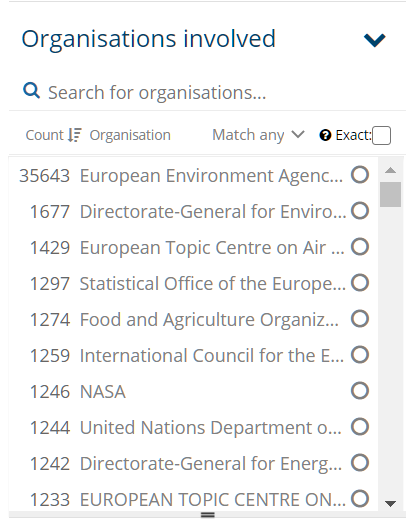 Organisations involved
Search for organisations...
Count Organisation Match any Exact:
35643 European Environment Agenc...
1677 Directorate-General for Enviro...
1429 European Topic Centre on Air ...
1297 Statistical Office of the Europe...
1274 Food and Agriculture Organiz...
1259 International Council for the E...
1246 NASA
1244 United Nations Department o...
1242 Directorate-General for Energ...
1233 EUROPEAN TOPIC CENTRE ON...